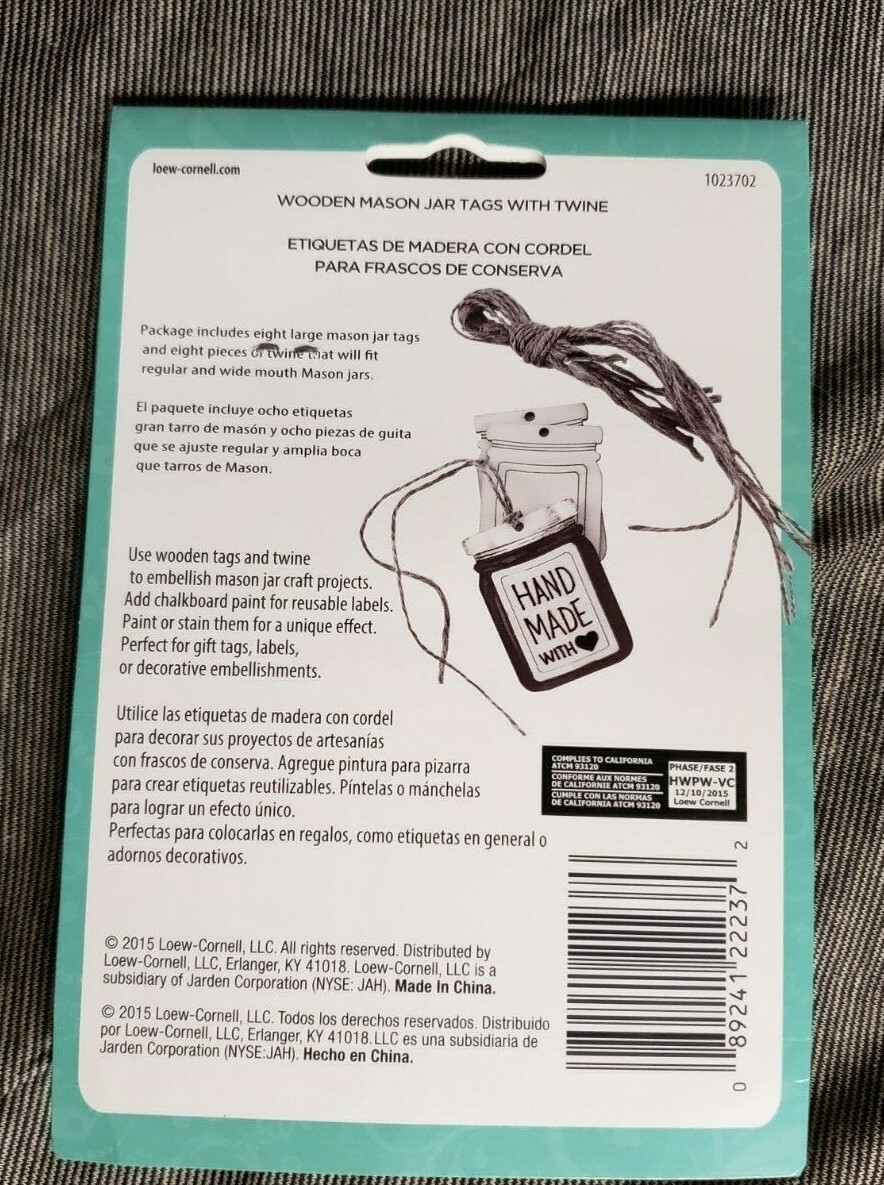 loew-cornell.com
1023702
WOODEN MASON JAR TAGS WITH TWINE
ETIQUETAS DE MADERA CON CORDEL
PARA FRASCOS DE CONSERVA
Package includes eight large mason jar tags
and eight pieces of twine that will fit
regular and wide mouth Mason jars.
El paquete incluye ocho etiquetas
gran tarro de masón y ocho piezas de guita
que se ajuste regular y amplia boca
que tarros de Mason.
HAND
MADE
WITH
Use wooden tags and twine
to embellish mason jar craft projects.
Add chalkboard paint for reusable labels.
Paint or stain them for a unique effect.
Perfect for gift tags, labels,
or decorative embellishments.
Utilice las etiquetas de madera con cordel
para decorar sus proyectos de artesanías
con frascos de conserva. Agregue pintura para pizarra
para crear etiquetas reutilizables. Píntelas o mánchelas
para lograr un efecto único.
Perfectas para colocarlas en regalos, como etiquetas en general o
adornos decorativos.
COMPLIES TO CALIFORNIA
ATCM 93120
CONFORME AUX NORMES
DE CALIFORNIE ATCM 93120
CUMPLE CON LAS NORMAS
DE CALIFORNIA ATCM 93120
PHASE/FASE 2
HWPW-VC
12/10/2015
Loew Cornell
© 2015 Loew-Cornell, LLC. All rights reserved. Distributed by
Loew-Cornell, LLC, Erlanger, KY 41018. Loew-Cornell, LLC is a
subsidiary of Jarden Corporation (NYSE: JAH). Made In China.
© 2015 Loew-Cornell, LLC. Todos los derechos reservados. Distribuido
por Loew-Cornell, LLC, Erlanger, KY 41018. LLC es una subsidiaria de
Jarden Corporation (NYSE:JAH). Hecho en China.
0 89241 22237 2